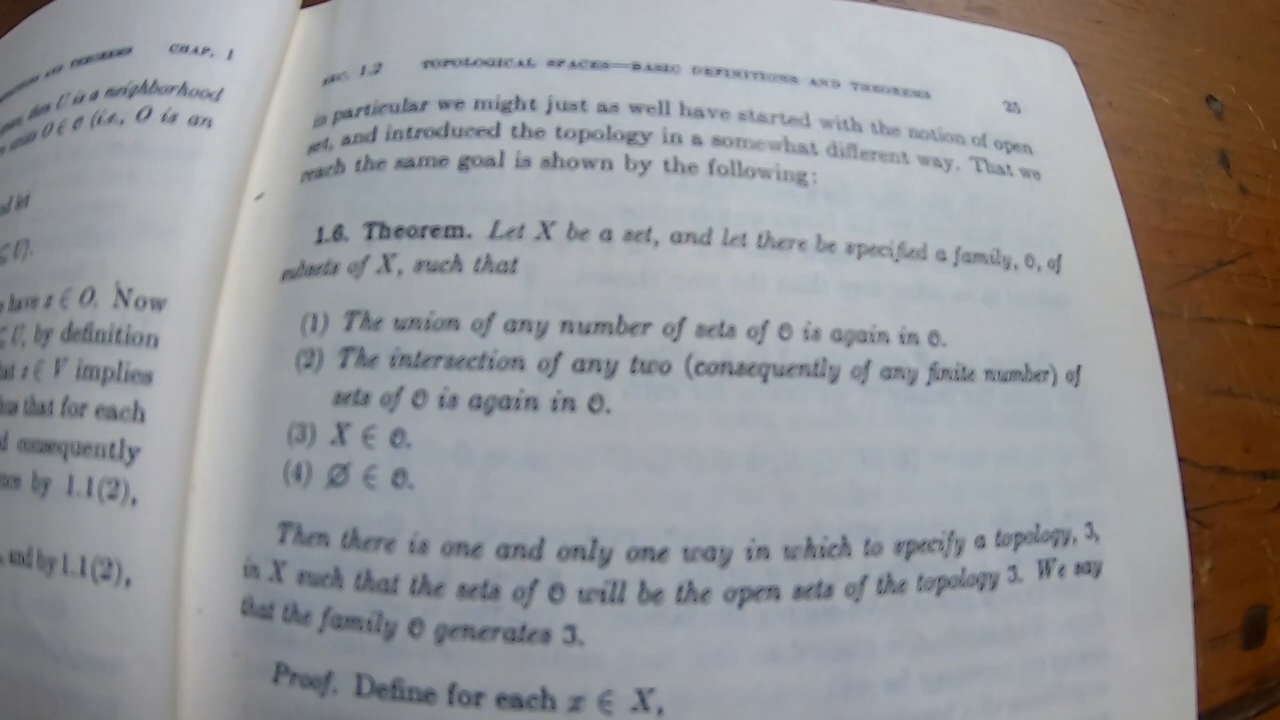 CHAP. 1
U is a neighborhood
O ∈ 𝒪 (i.e., O is an
x ∈ O. Now
U, by definition
V implies
that for each
consequently
by 1.1(2),
and by 1.1(2),
SEC. 1.2 TOPOLOGICAL SPACES—BASIC DEFINITIONS AND THEOREMS 25
in particular we might just as well have started with the notion of open
set, and introduced the topology in a somewhat different way. That we
reach the same goal is shown by the following:
1.6. Theorem. Let X be a set, and let there be specified a family, 𝒪, of
subsets of X, such that
(1) The union of any number of sets of 𝒪 is again in 𝒪.
(2) The intersection of any two (consequently of any finite number) of
sets of 𝒪 is again in 𝒪.
(3) X ∈ 𝒪.
(4) Ø ∈ 𝒪.
Then there is one and only one way in which to specify a topology, 𝒯,
in X such that the sets of 𝒪 will be the open sets of the topology 𝒯. We say
that the family 𝒪 generates 𝒯.
Proof. Define for each x ∈ X,